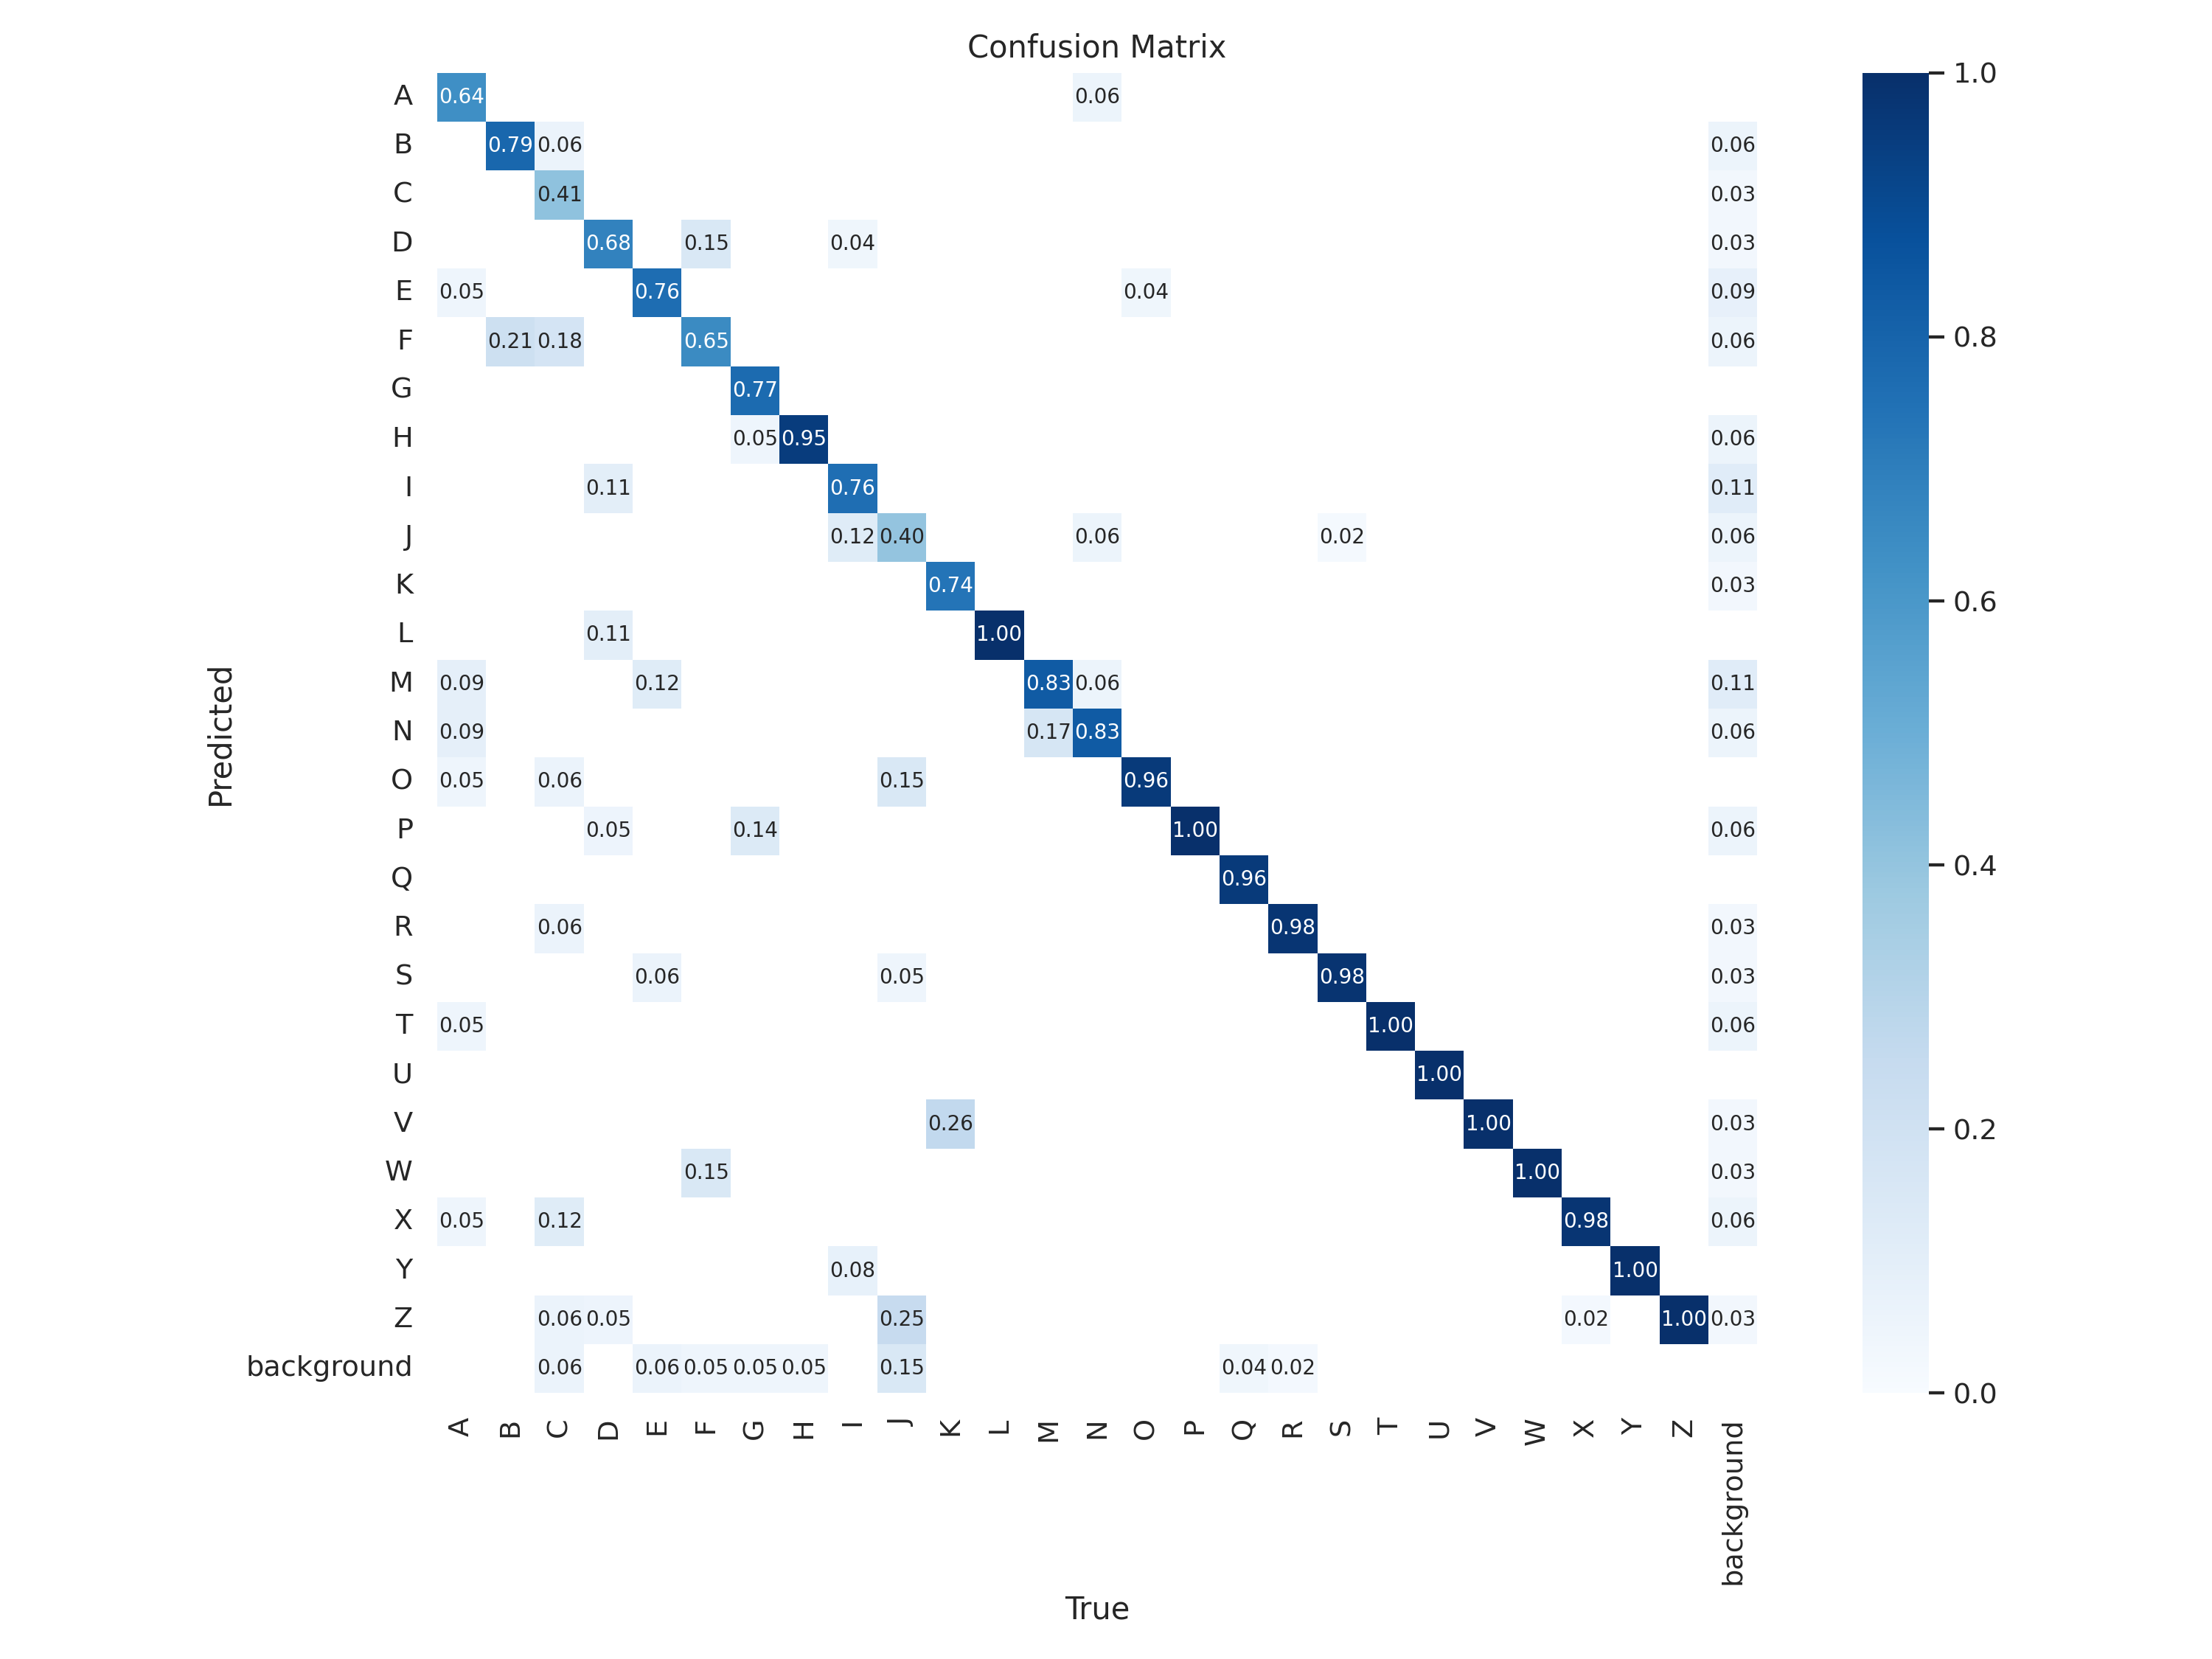 Confusion Matrix
A 0.64 0.06
B 0.79 0.06 0.06
C 0.41 0.03
D 0.68 0.15 0.04 0.03
E 0.05 0.76 0.04 0.09
F 0.21 0.18 0.65 0.06
G 0.77
H 0.05 0.95 0.06
I 0.11 0.76 0.11
J 0.12 0.40 0.06 0.02 0.06
K 0.74 0.03
L 0.11 1.00
M 0.09 0.12 0.83 0.06 0.11
N 0.09 0.17 0.83 0.06
O 0.05 0.06 0.15 0.96
P 0.05 0.14 1.00 0.06
Q 0.96
R 0.06 0.98 0.03
S 0.06 0.05 0.98 0.03
T 0.05 1.00 0.06
U 1.00
V 0.26 1.00 0.03
W 0.15 1.00 0.03
X 0.05 0.12 0.98 0.06
Y 0.08 1.00
Z 0.06 0.05 0.25 0.02 1.00 0.03
background 0.06 0.06 0.05 0.05 0.05 0.15 0.04 0.02
A B C D E F G H I J K L M N O P Q R S T U V W X Y Z background
Predicted
True
1.0
0.8
0.6
0.4
0.2
0.0